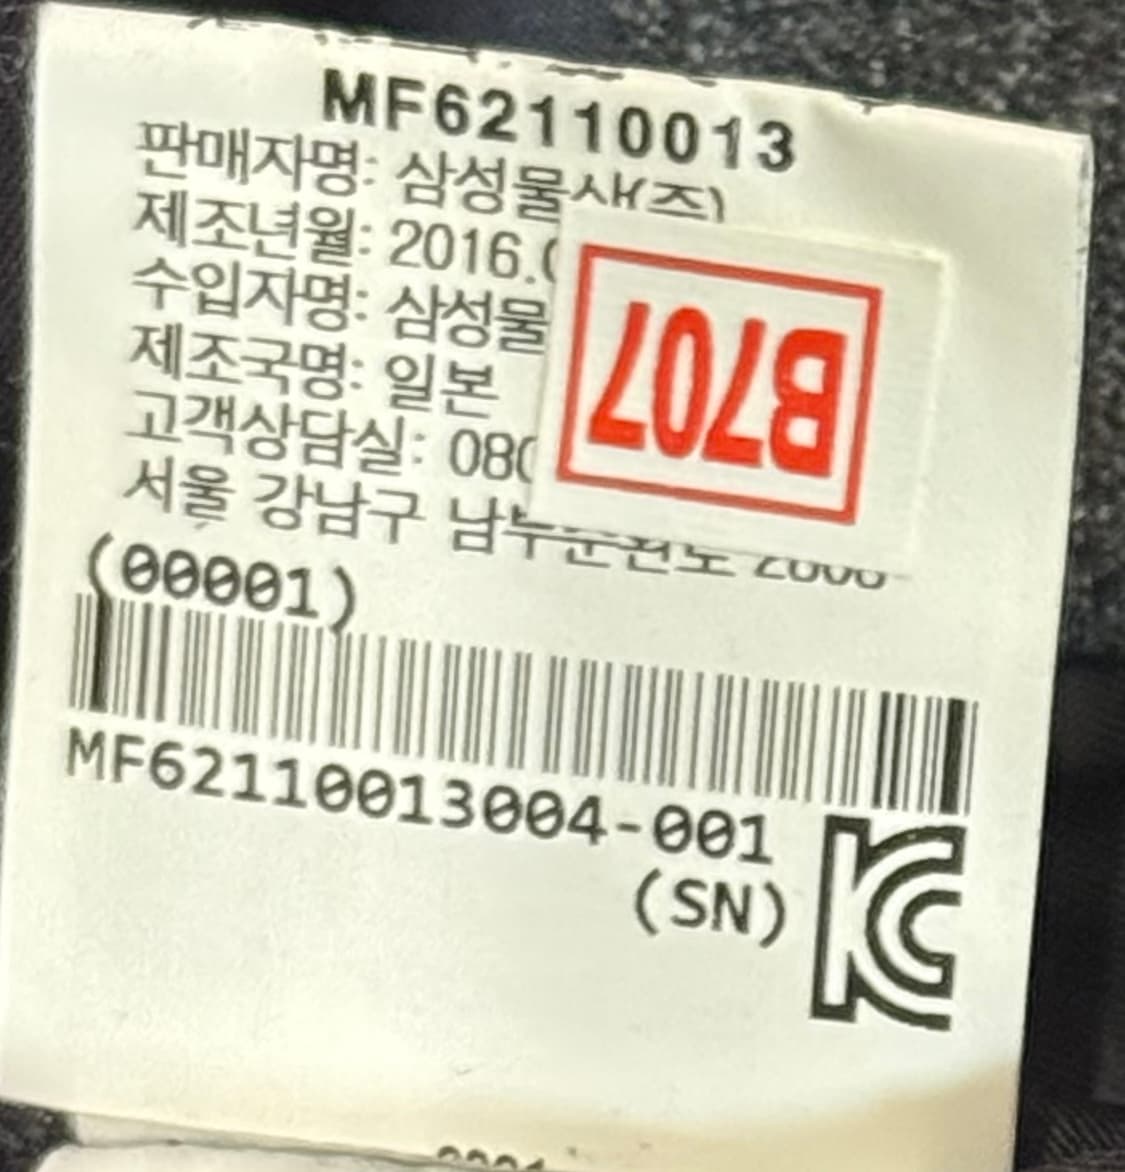 MF62110013
판매자명: 삼성물산(주)
제조년월: 2016.
수입자명: 삼성물
제조국명: 일본
고객상담실: 080
서울 강남구 남부순환로 2806
B707
(00001)
MF62110013004-001
(SN)
KC